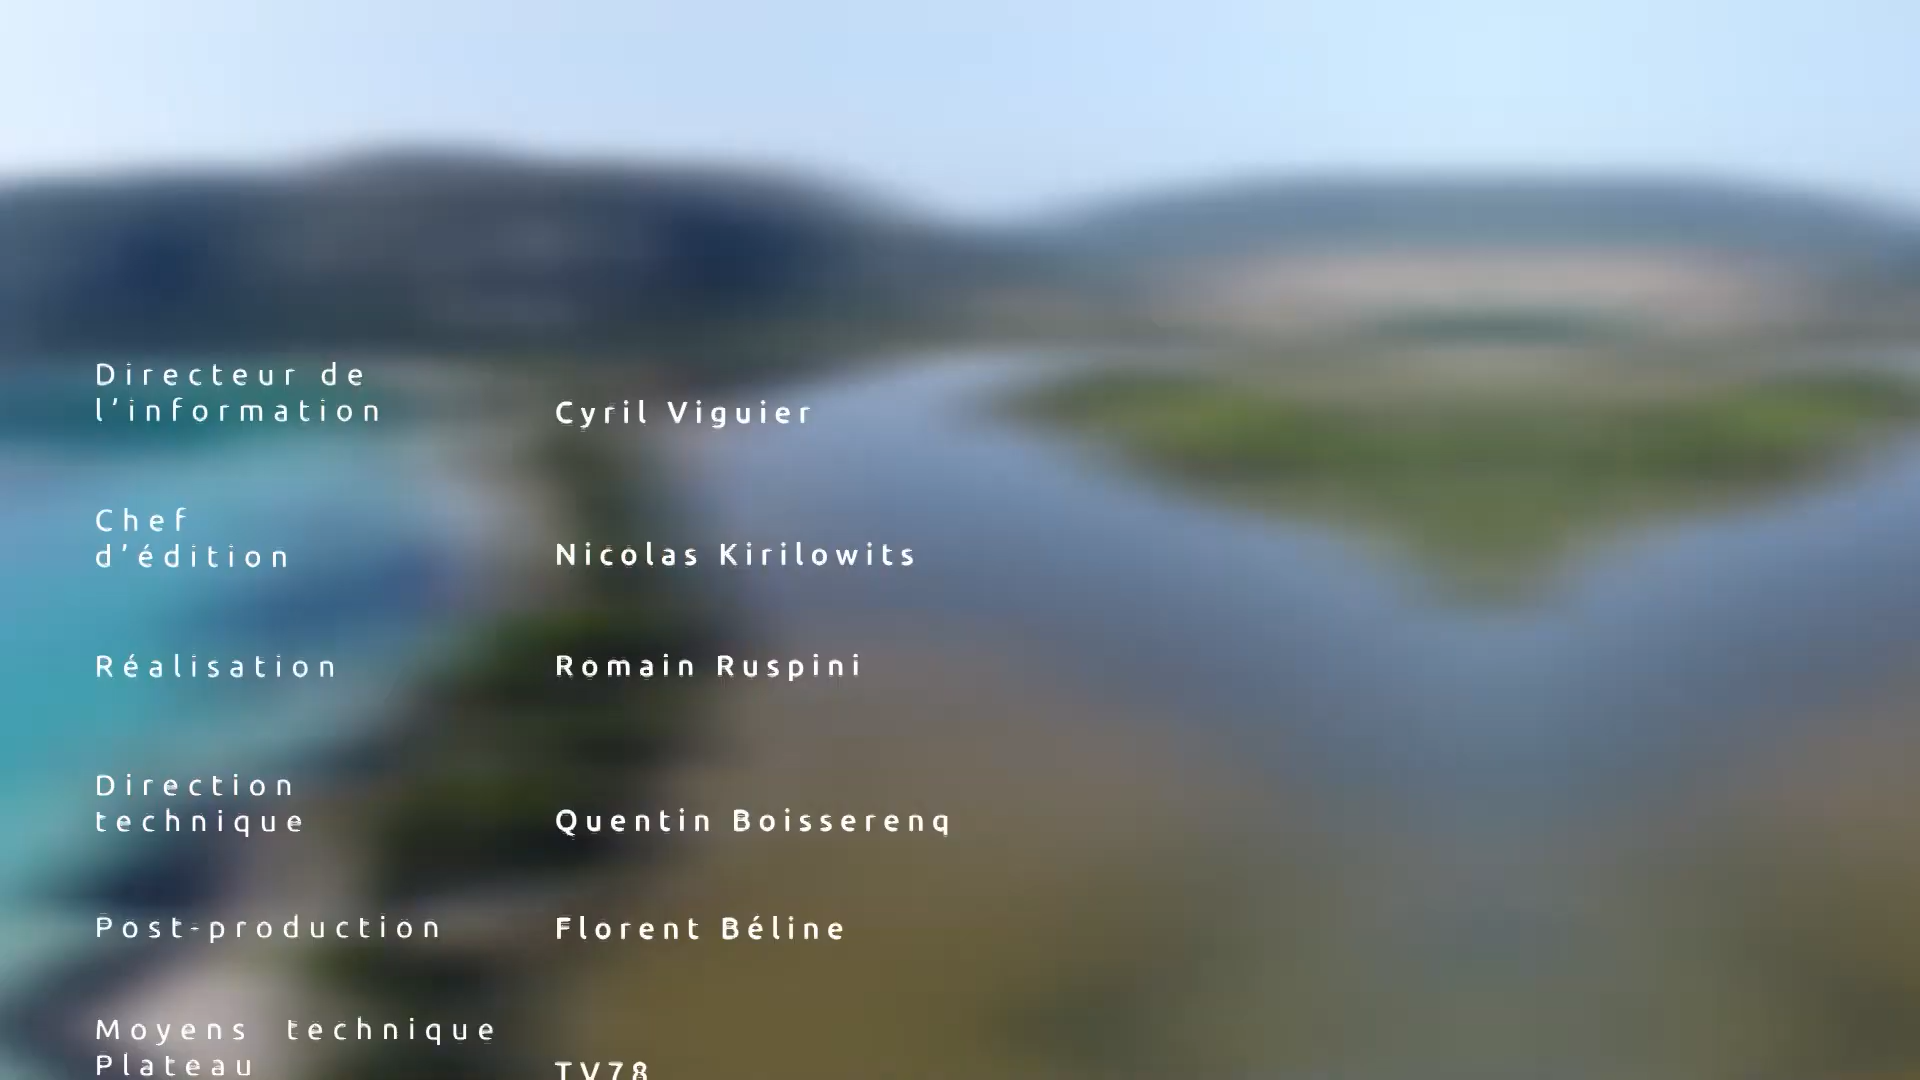 Directeur de
l'information
Cyril Viguier
Chef
d'édition
Nicolas Kirilowits
Réalisation
Romain Ruspini
Direction
technique
Quentin Boisserenq
Post-production
Florent Béline
Moyens technique
Plateau
TV78